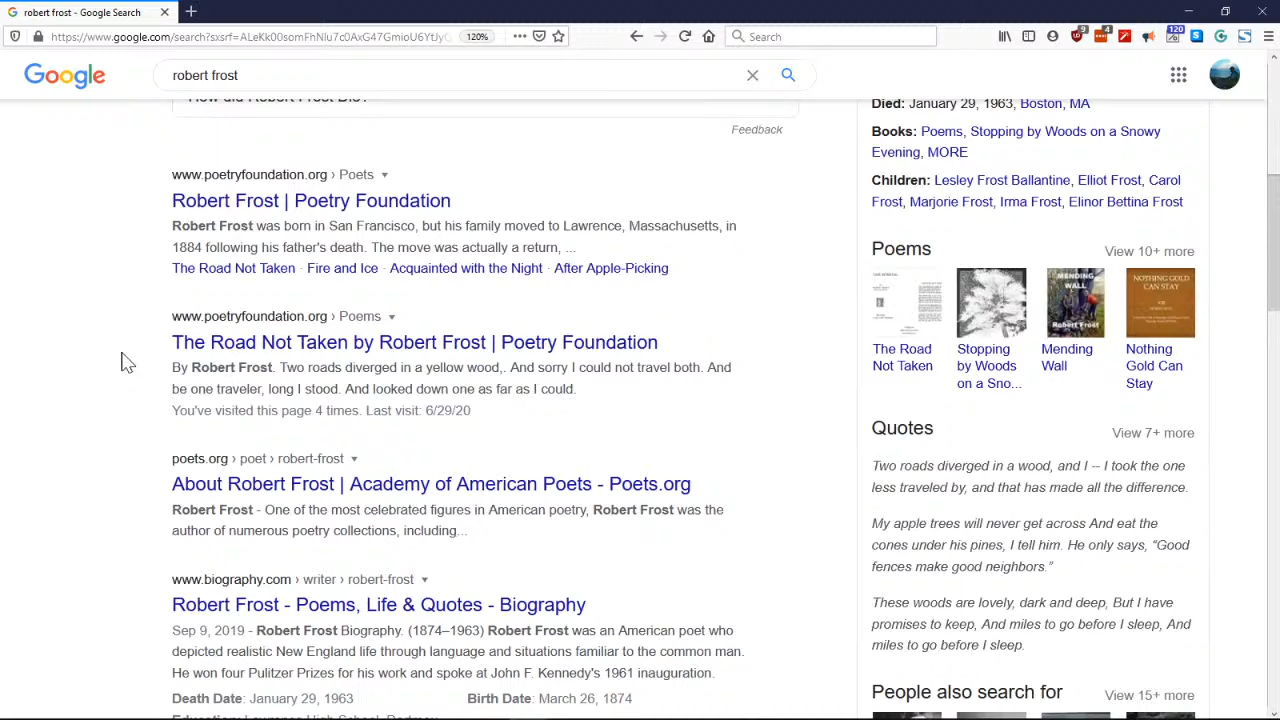 robert frost - Google Search
https://www.google.com/search?sxsrf=ALeKk00somFhNlu7c0AxG47GmiqU6YtUyC
120%
Search
9
4
120
Google
robert frost
How did Robert Frost Die?
Feedback
www.poetryfoundation.org › Poets
Robert Frost | Poetry Foundation
Robert Frost was born in San Francisco, but his family moved to Lawrence, Massachusetts, in
1884 following his father's death. The move was actually a return, ...
The Road Not Taken · Fire and Ice · Acquainted with the Night · After Apple-Picking
www.poetryfoundation.org › Poems
The Road Not Taken by Robert Frost | Poetry Foundation
By Robert Frost. Two roads diverged in a yellow wood,. And sorry I could not travel both. And
be one traveler, long I stood. And looked down one as far as I could.
You've visited this page 4 times. Last visit: 6/29/20
poets.org › poet › robert-frost
About Robert Frost | Academy of American Poets - Poets.org
Robert Frost - One of the most celebrated figures in American poetry, Robert Frost was the
author of numerous poetry collections, including...
www.biography.com › writer › robert-frost
Robert Frost - Poems, Life & Quotes - Biography
Sep 9, 2019 - Robert Frost Biography. (1874–1963) Robert Frost was an American poet who
depicted realistic New England life through language and situations familiar to the common man.
He won four Pulitzer Prizes for his work and spoke at John F. Kennedy's 1961 inauguration.
Death Date: January 29, 1963 Birth Date: March 26, 1874
Died: January 29, 1963, Boston, MA
Books: Poems, Stopping by Woods on a Snowy
Evening, MORE
Children: Lesley Frost Ballantine, Elliot Frost, Carol
Frost, Marjorie Frost, Irma Frost, Elinor Bettina Frost
Poems
View 10+ more
MENDING
WALL
Robert Frost
NOTHING GOLD
CAN STAY
The Road
Not Taken
Stopping
by Woods
on a Sno...
Mending
Wall
Nothing
Gold Can
Stay
Quotes
View 7+ more
Two roads diverged in a wood, and I -- I took the one
less traveled by, and that has made all the difference.
My apple trees will never get across And eat the
cones under his pines, I tell him. He only says, “Good
fences make good neighbors.”
These woods are lovely, dark and deep, But I have
promises to keep, And miles to go before I sleep, And
miles to go before I sleep.
People also search for
View 15+ more